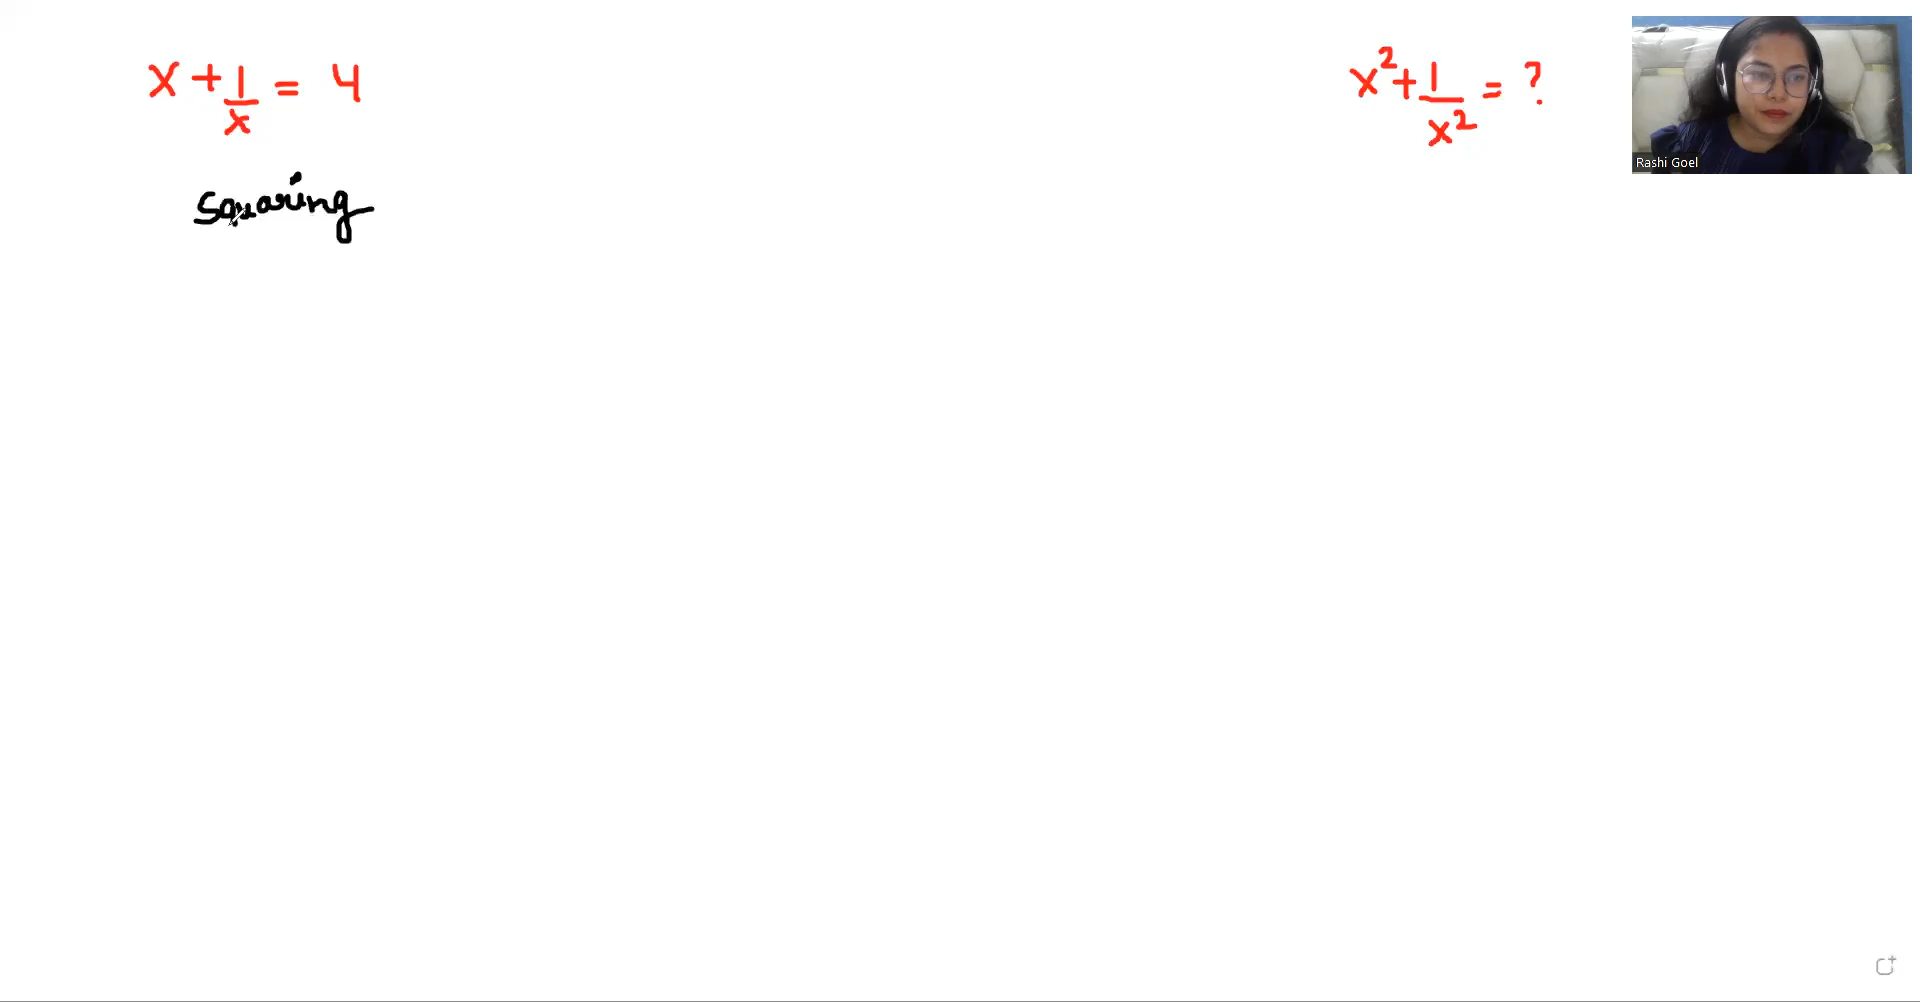 x + 1/x = 4
x² + 1/x² = ?
Rashi Goel
squaring